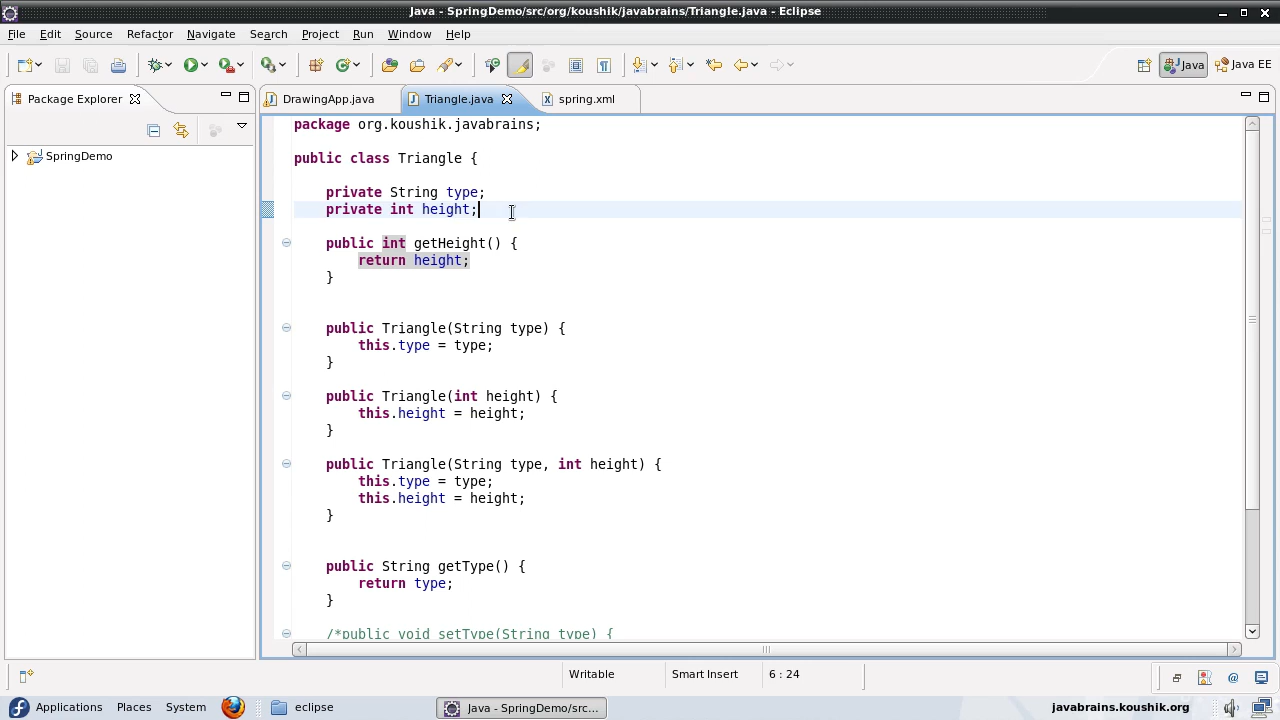 Java - SpringDemo/src/org/koushik/javabrains/Triangle.java - Eclipse
File Edit Source Refactor Navigate Search Project Run Window Help
Java Java EE
Package Explorer
DrawingApp.java Triangle.java spring.xml
SpringDemo
package org.koushik.javabrains;
public class Triangle {
private String type;
private int height;
public int getHeight() {
return height;
}
public Triangle(String type) {
this.type = type;
}
public Triangle(int height) {
this.height = height;
}
public Triangle(String type, int height) {
this.type = type;
this.height = height;
}
public String getType() {
return type;
}
/*public void setType(String type) {
Writable Smart Insert 6 : 24
Applications Places System eclipse Java - SpringDemo/src... javabrains.koushik.org